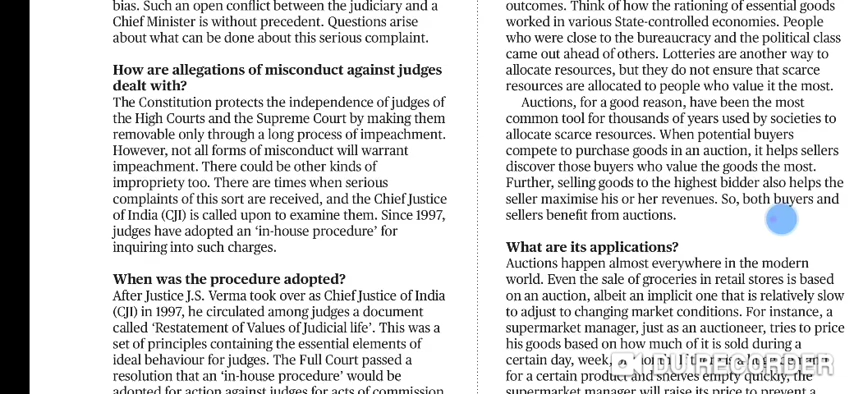 bias. Such an open conflict between the judiciary and a
Chief Minister is without precedent. Questions arise
about what can be done about this serious complaint.
How are allegations of misconduct against judges
dealt with?
The Constitution protects the independence of judges of
the High Courts and the Supreme Court by making them
removable only through a long process of impeachment.
However, not all forms of misconduct will warrant
impeachment. There could be other kinds of
impropriety too. There are times when serious
complaints of this sort are received, and the Chief Justice
of India (CJI) is called upon to examine them. Since 1997,
judges have adopted an ‘in-house procedure’ for
inquiring into such charges.
When was the procedure adopted?
After Justice J.S. Verma took over as Chief Justice of India
(CJI) in 1997, he circulated among judges a document
called ‘Restatement of Values of Judicial life’. This was a
set of principles containing the essential elements of
ideal behaviour for judges. The Full Court passed a
resolution that an ‘in-house procedure’ would be
adopted for action against judges for acts of commission
outcomes. Think of how the rationing of essential goods
worked in various State-controlled economies. People
who were close to the bureaucracy and the political class
came out ahead of others. Lotteries are another way to
allocate resources, but they do not ensure that scarce
resources are allocated to people who value it the most.
Auctions, for a good reason, have been the most
common tool for thousands of years used by societies to
allocate scarce resources. When potential buyers
compete to purchase goods in an auction, it helps sellers
discover those buyers who value the goods the most.
Further, selling goods to the highest bidder also helps the
seller maximise his or her revenues. So, both buyers and
sellers benefit from auctions.
What are its applications?
Auctions happen almost everywhere in the modern
world. Even the sale of groceries in retail stores is based
on an auction, albeit an implicit one that is relatively slow
to adjust to changing market conditions. For instance, a
supermarket manager, just as an auctioneer, tries to price
his goods based on how much of it is sold during a
certain day, week,
for a certain product and shelves empty quickly, the
supermarket manager will raise its price to prevent a
DU RECORDER